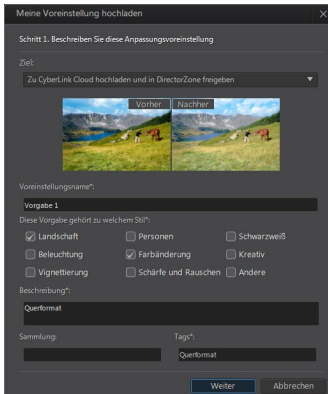 Meine Voreinstellung hochladen
Schritt 1. Beschreiben Sie diese Anpassungsvoreinstellung
Ziel:
Zu CyberLink Cloud hochladen und in DirectorZone freigeben
Vorher Nachher
Voreinstellungsname*:
Vorgabe 1
Diese Vorgabe gehört zu welchem Stil*:
Landschaft Personen Schwarzweiß
Beleuchtung Farbänderung Kreativ
Vignettierung Schärfe und Rauschen Andere
Beschreibung*:
Querformat
Sammlung: Tags*:
Querformat
Weiter Abbrechen